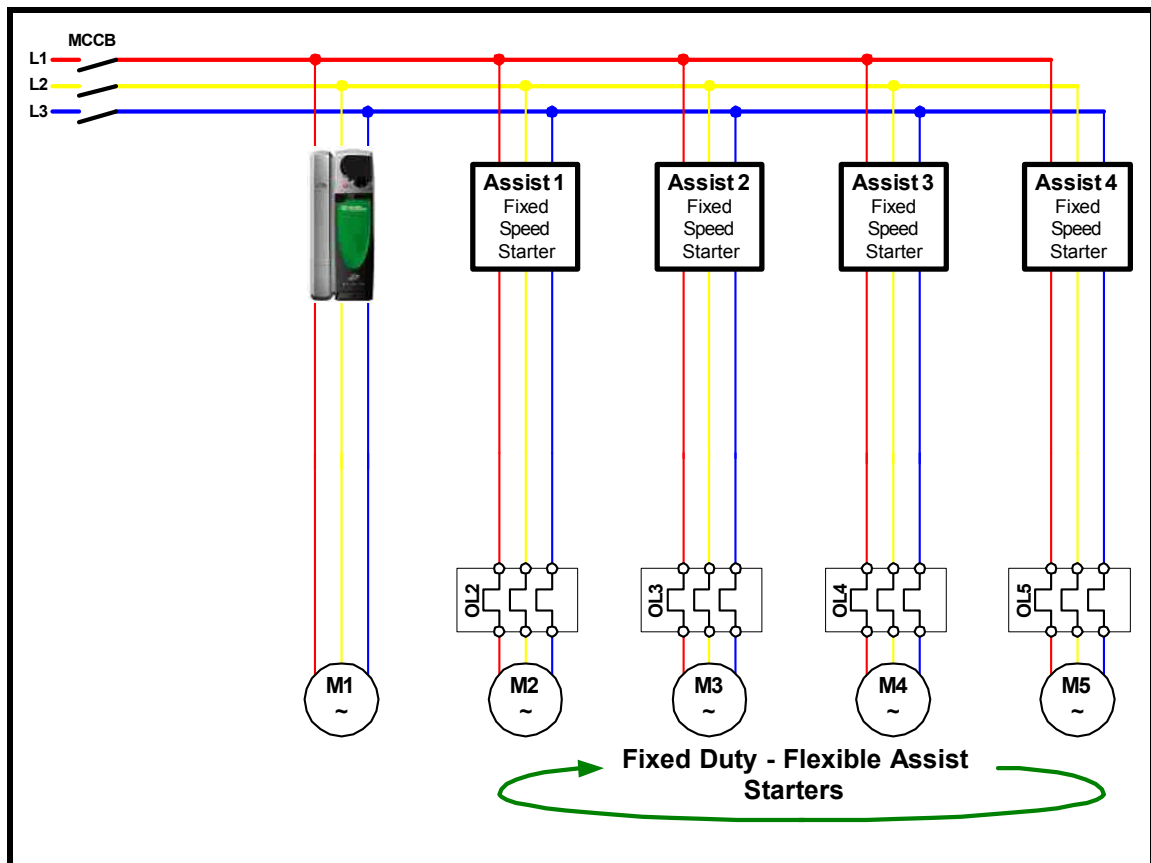 MCCB
L1
L2
L3
Assist 1
Fixed
Speed
Starter
Assist 2
Fixed
Speed
Starter
Assist 3
Fixed
Speed
Starter
Assist 4
Fixed
Speed
Starter
OL2
OL3
OL4
OL5
M1
~
M2
~
M3
~
M4
~
M5
~
Fixed Duty - Flexible Assist
Starters